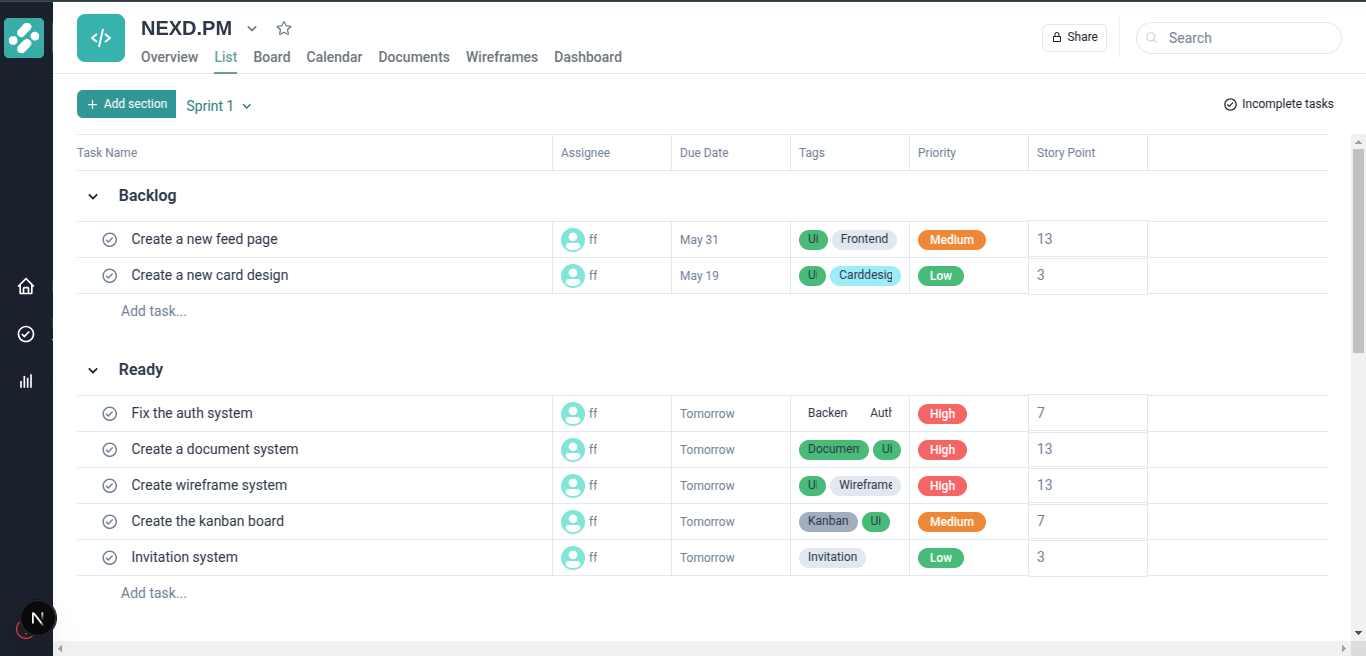 </>
NEXD.PM
Overview List Board Calendar Documents Wireframes Dashboard
Share
Search
+ Add section
Sprint 1
Incomplete tasks
Task Name Assignee Due Date Tags Priority Story Point
Backlog
Create a new feed page ff May 31 Ui Frontend Medium 13
Create a new card design ff May 19 Ui Carddesig Low 3
Add task...
Ready
Fix the auth system ff Tomorrow Backen Auth High 7
Create a document system ff Tomorrow Documen Ui High 13
Create wireframe system ff Tomorrow Ui Wireframe High 13
Create the kanban board ff Tomorrow Kanban Ui Medium 7
Invitation system ff Tomorrow Invitation Low 3
Add task...
N